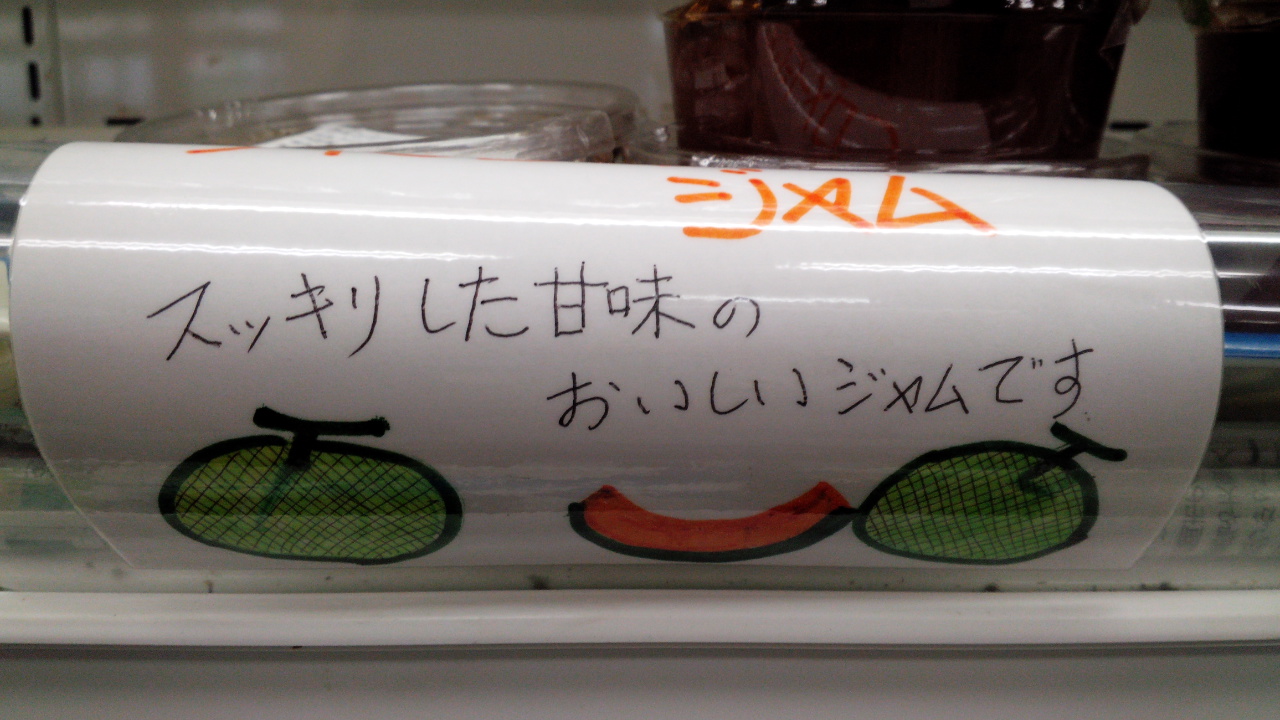 ジャム
スッキリした甘味の
おいしいジャムです